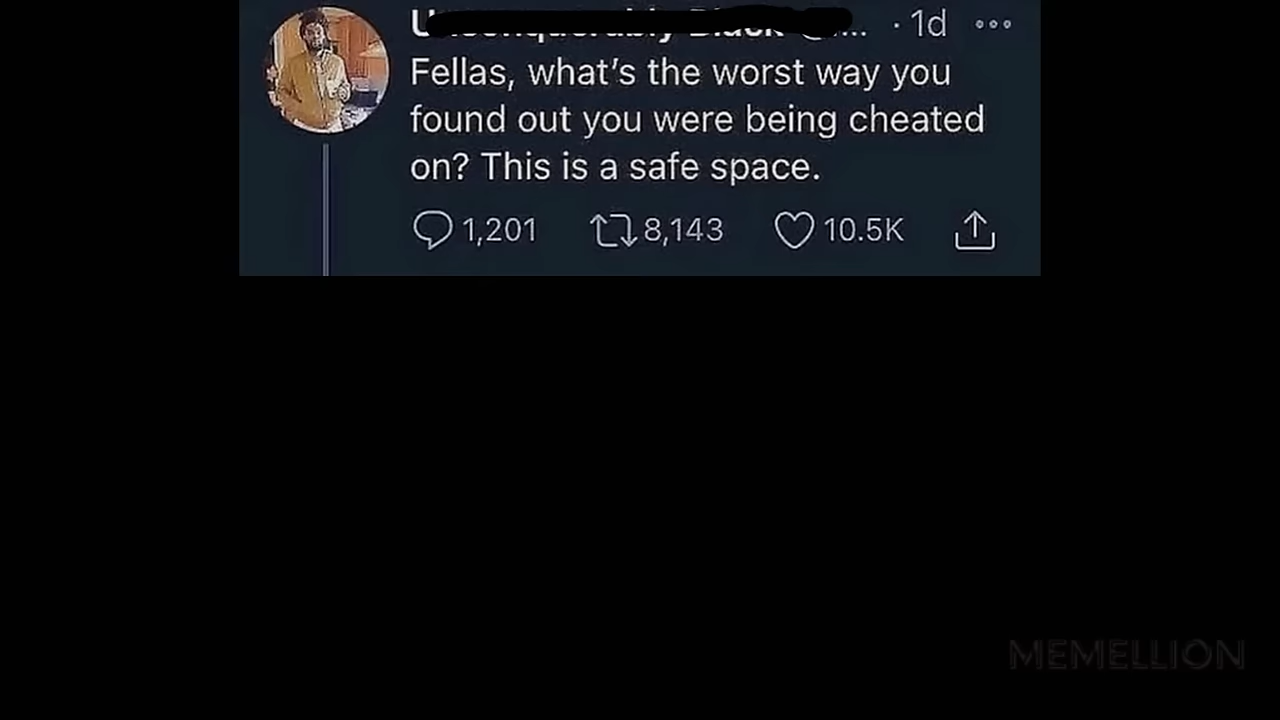 · 1d
Fellas, what's the worst way you
found out you were being cheated
on? This is a safe space.
1,201 8,143 10.5K
MEMELLION